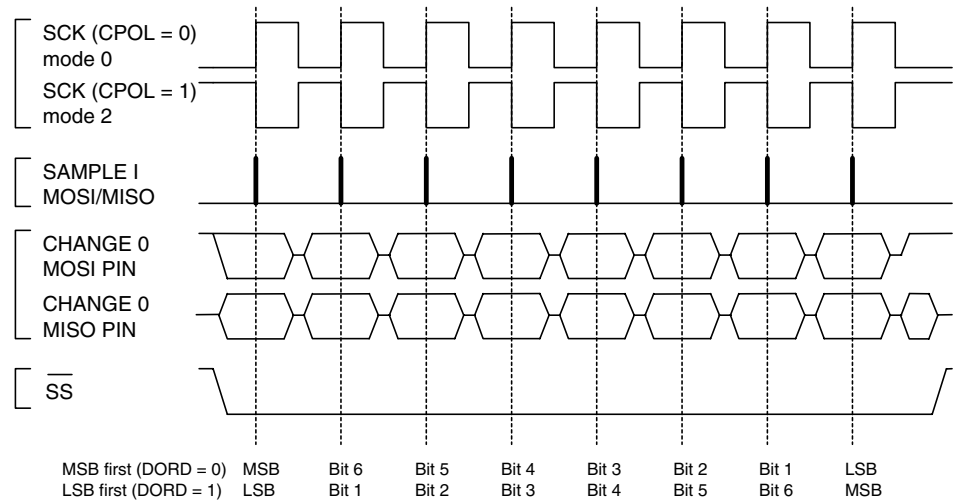 SCK (CPOL = 0)
mode 0
SCK (CPOL = 1)
mode 2
SAMPLE I
MOSI/MISO
CHANGE 0
MOSI PIN
CHANGE 0
MISO PIN
SS
MSB first (DORD = 0) MSB Bit 6 Bit 5 Bit 4 Bit 3 Bit 2 Bit 1 LSB
LSB first (DORD = 1) LSB Bit 1 Bit 2 Bit 3 Bit 4 Bit 5 Bit 6 MSB